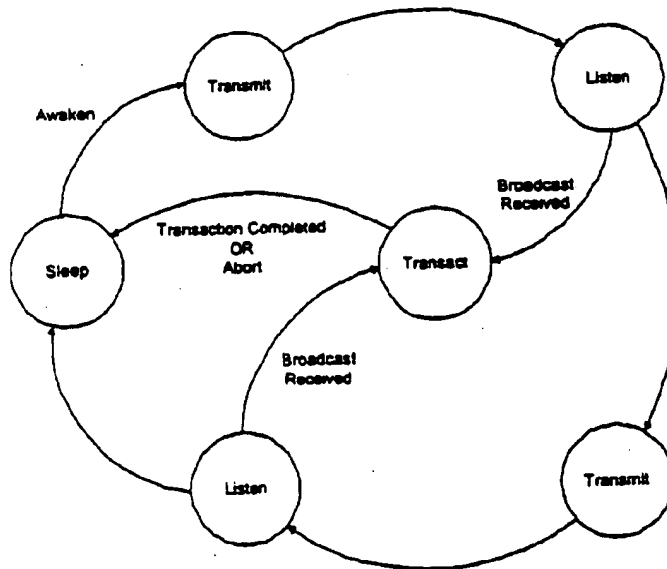 Transmit
Listen
Awaken
Broadcast
Received
Transaction Completed
OR
Abort
Sleep
Transact
Broadcast
Received
Listen
Transmit